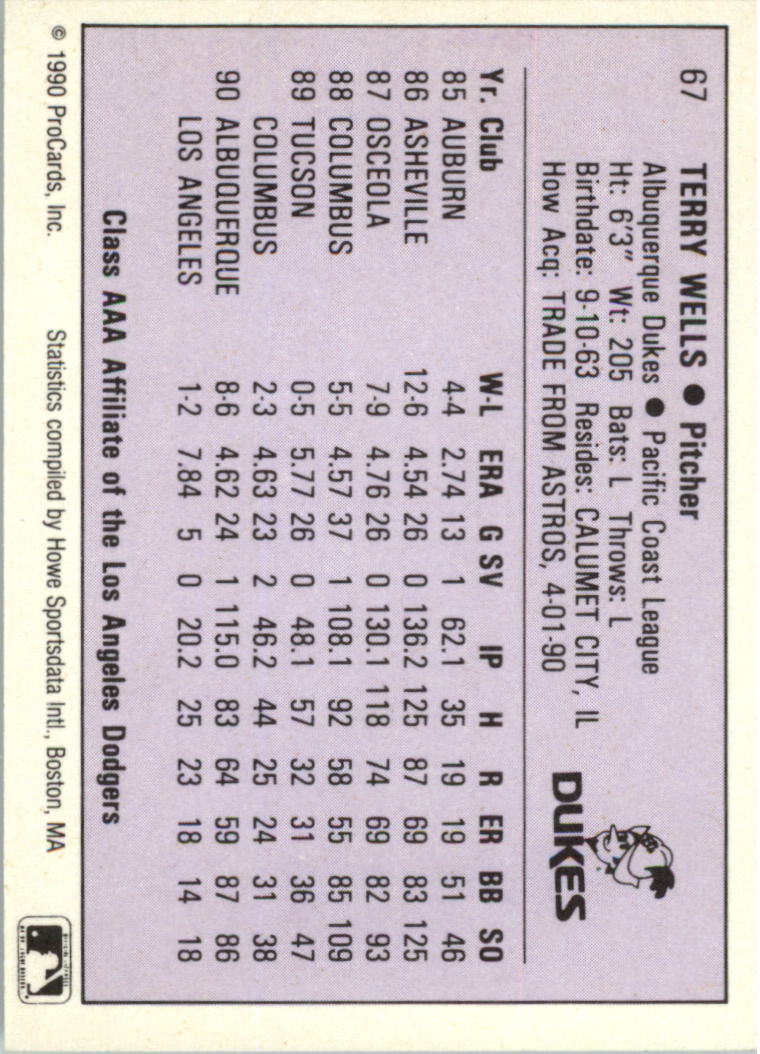 67 TERRY WELLS ● Pitcher
Albuquerque Dukes ● Pacific Coast League
Ht: 6'3" Wt: 205 Bats: L Throws: L
Birthdate: 9-10-63 Resides: CALUMET CITY, IL
How Acq: TRADE FROM ASTROS, 4-01-90
DUKES
Yr. Club W-L ERA G SV IP H R ER BB SO
85 AUBURN 4-4 2.74 13 1 62.1 35 19 19 51 46
86 ASHEVILLE 12-6 4.54 26 0 136.2 125 87 69 83 125
87 OSCEOLA 7-9 4.76 26 0 130.1 118 74 69 82 93
88 COLUMBUS 5-5 4.57 37 1 108.1 92 58 55 85 109
89 TUCSON 0-5 5.77 26 0 48.1 57 32 31 36 47
COLUMBUS 2-3 4.63 23 2 46.2 44 25 24 31 38
90 ALBUQUERQUE 8-6 4.62 24 1 115.0 83 64 59 87 86
LOS ANGELES 1-2 7.84 5 0 20.2 25 23 18 14 18
Class AAA Affiliate of the Los Angeles Dodgers
© 1990 ProCards, Inc. Statistics compiled by Howe Sportsdata Intl., Boston, MA